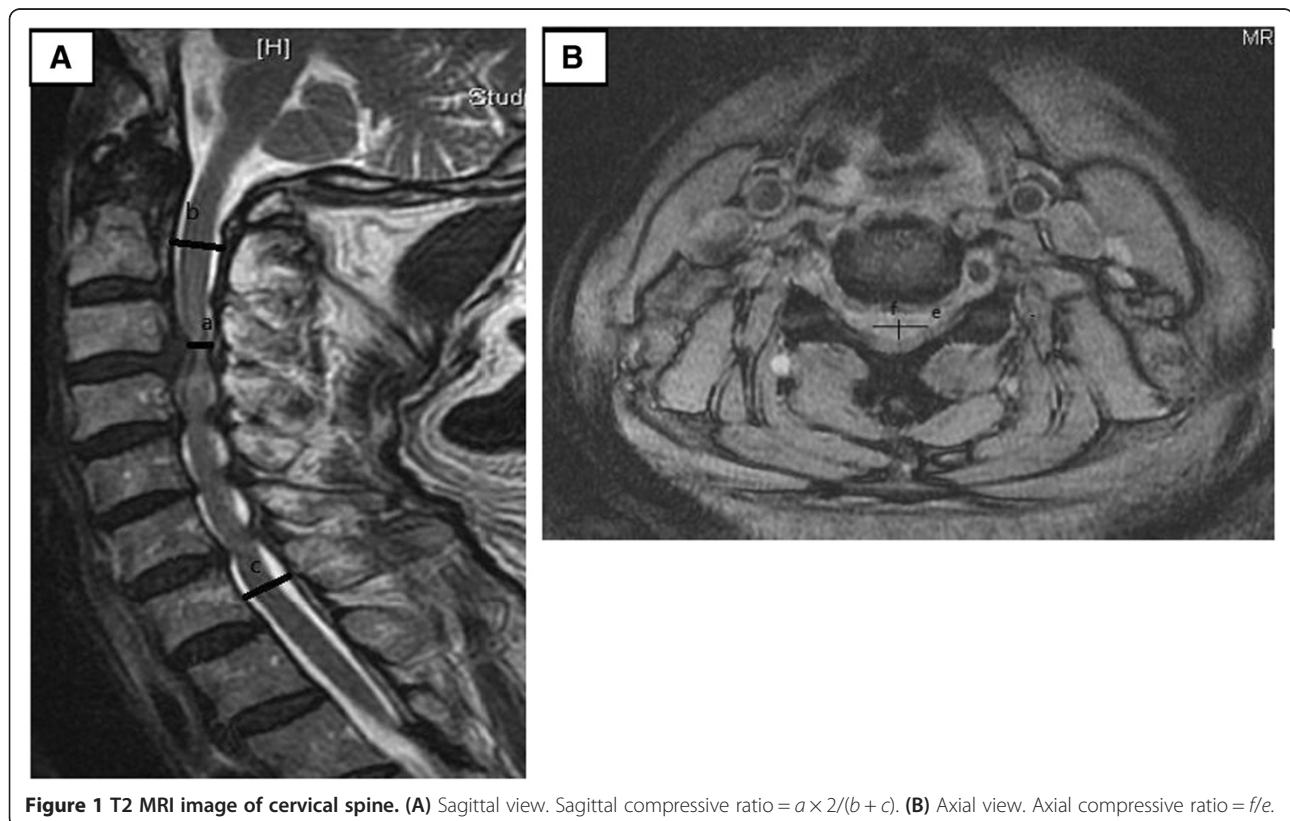 A
[H]
Stud
b
a
c
B
MR
f
e
Figure 1 T2 MRI image of cervical spine. (A) Sagittal view. Sagittal compressive ratio = a × 2/(b + c). (B) Axial view. Axial compressive ratio = f/e.